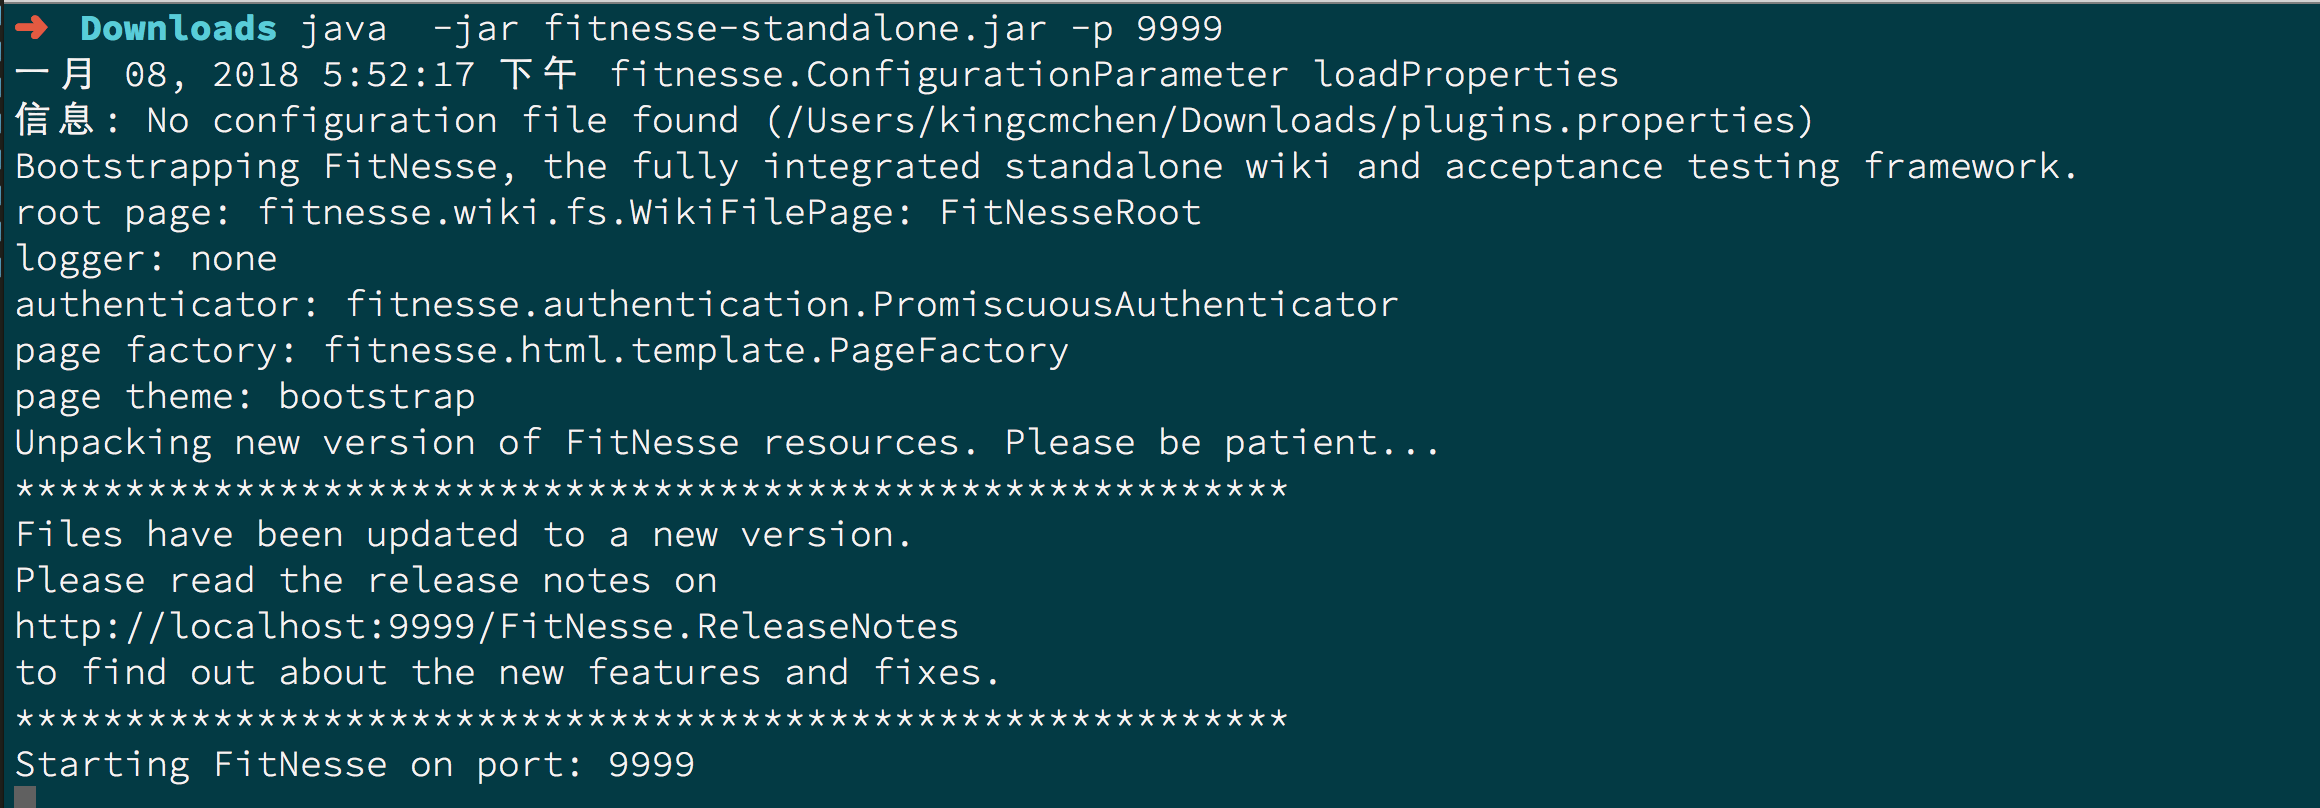 ➜ Downloads java  -jar fitnesse-standalone.jar -p 9999
一月 08, 2018 5:52:17 下午 fitnesse.ConfigurationParameter loadProperties
信息: No configuration file found (/Users/kingcmchen/Downloads/plugins.properties)
Bootstrapping FitNesse, the fully integrated standalone wiki and acceptance testing framework.
root page: fitnesse.wiki.fs.WikiFilePage: FitNesseRoot
logger: none
authenticator: fitnesse.authentication.PromiscuousAuthenticator
page factory: fitnesse.html.template.PageFactory
page theme: bootstrap
Unpacking new version of FitNesse resources. Please be patient...
**********************************************************
Files have been updated to a new version.
Please read the release notes on
http://localhost:9999/FitNesse.ReleaseNotes
to find out about the new features and fixes.
**********************************************************
Starting FitNesse on port: 9999